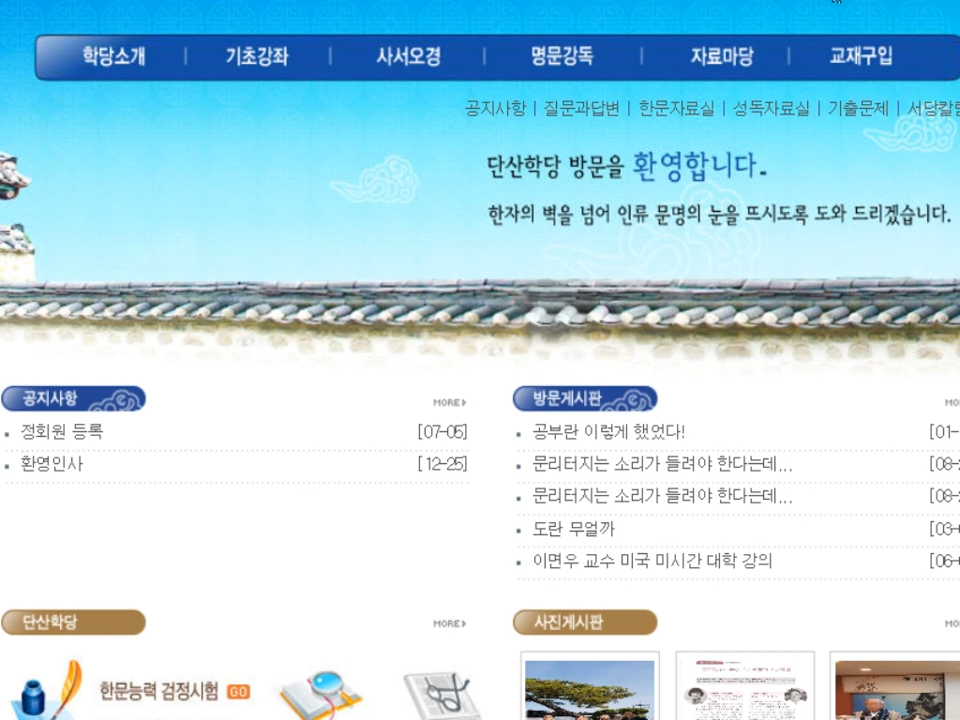 학당소개 | 기초강좌 | 사서오경 | 명문강독 | 자료마당 | 교재구입
공지사항 | 질문과답변 | 한문자료실 | 성독자료실 | 기출문제 | 서당칼럼
단산학당 방문을 환영합니다.
한자의 벽을 넘어 인류 문명의 눈을 뜨시도록 도와 드리겠습니다.
공지사항 MORE
정회원 등록 [07-05]
환영인사 [12-25]
방문게시판
공부란 이렇게 했었다! [01-
문리터지는 소리가 들려야 한다는데... [08-
문리터지는 소리가 들려야 한다는데... [08-
도란 무얼까 [03-
이면우 교수 미국 미시간 대학 강의 [06-
단산학당 MORE
한문능력 검정시험 GO
사진게시판